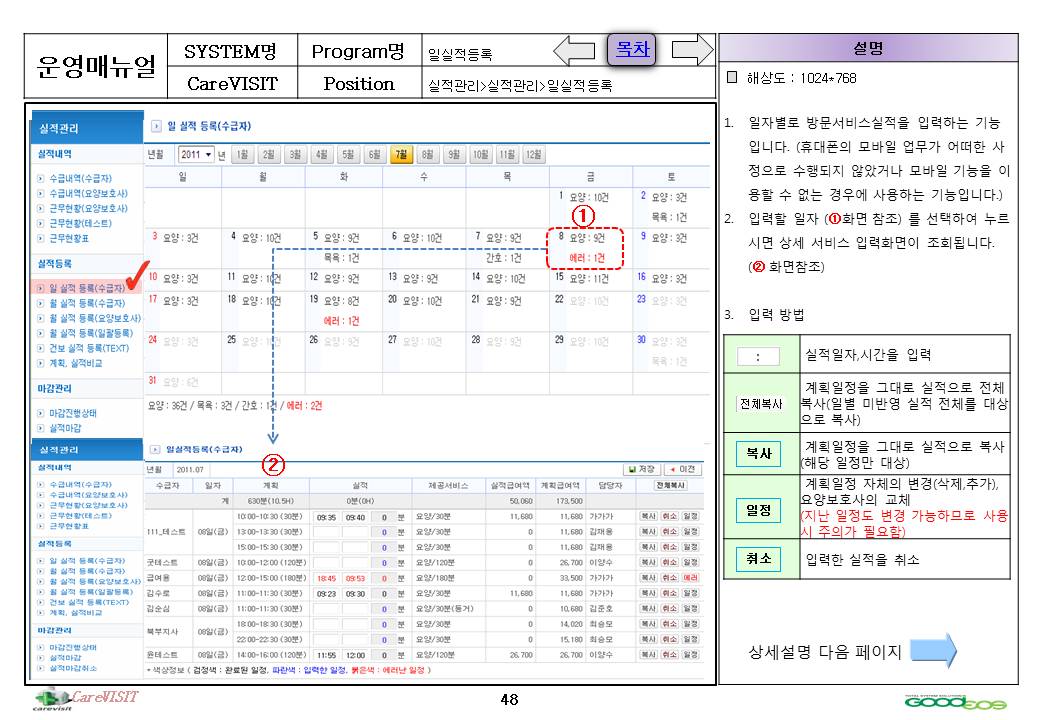 운영매뉴얼
SYSTEM명
Program명
일실적등록
목차
CareVISIT
Position
실적관리>실적관리>일실적등록
설명
실적관리
실적내역
수급내역(수급자)
수급내역(요양보호사)
근무현황(요양보호사)
근무현황(테스트)
근무현황표
실적등록
일 실적 등록(수급자)
월 실적 등록(수급자)
월 실적 등록(요양보호사)
월 실적 등록(일괄등록)
건보 실적 등록(TEXT)
계획, 실적비교
마감관리
마감진행상태
실적마감
일 실적 등록(수급자)
년월 2011 년 1월 2월 3월 4월 5월 6월 7월 8월 9월 10월 11월 12월
일 월 화 수 목 금 토
1 요양 : 10건 2 요양 : 3건
목욕 : 1건
①
3 요양 : 3건 4 요양 : 10건 5 요양 : 9건 6 요양 : 10건 7 요양 : 9건 8 요양 : 9건 9 요양 : 3건
목욕 : 1건 간호 : 1건 에러 : 1건
10 요양 : 3건 11 요양 : 10건 12 요양 : 9건 13 요양 : 9건 14 요양 : 10건 15 요양 : 11건 16 요양 : 3건
17 요양 : 3건 18 요양 : 10건 19 요양 : 8건 20 요양 : 10건 21 요양 : 9건 22 요양 : 10건 23 요양 : 3건
에러 : 1건
24 요양 : 3건 25 요양 : 10건 26 요양 : 9건 27 요양 : 10건 28 요양 : 9건 29 요양 : 10건 30 요양 : 3건
목욕 : 1건
31 요양 : 6건
요양 : 36건 / 목욕 : 3건 / 간호 : 1건 / 에러 : 2건
실적관리
실적내역
수급내역(수급자)
수급내역(요양보호사)
근무현황(요양보호사)
근무현황(테스트)
근무현황표
실적등록
일 실적 등록(수급자)
월 실적 등록(수급자)
월 실적 등록(요양보호사)
월 실적 등록(일괄등록)
건보 실적 등록(TEXT)
계획, 실적비교
마감관리
마감진행상태
실적마감
실적마감취소
일실적등록(수급자)
②
년월 2011.07 저장 이전
수급자 일자 계획 실적 제공서비스 실적급여액 계획급여액 담당자 전체복사
계 630분(10.5H) 0분(0H) 50,060 173,500
111_테스트 08일(금) 10:00-10:30 (30분) 09:35 09:40 0 분 요양/30분 11,680 11,680 가가가 복사 취소 일정
13:00-13:30 (30분) 0 분 요양/30분 0 11,680 김재용 복사 취소 일정
15:00-15:30 (30분) 0 분 요양/30분 0 11,680 김재용 복사 취소 일정
굿테스트 08일(금) 10:00-12:00 (120분) 0 분 요양/120분 0 26,700 이양수 복사 취소 일정
급여용 08일(금) 12:00-15:00 (180분) 18:45 09:53 0 분 요양/180분 0 33,500 가가가 복사 취소 에러
김수로 08일(금) 11:00-11:30 (30분) 09:23 09:30 0 분 요양/30분 11,680 11,680 가가가 복사 취소 일정
김순심 08일(금) 11:00-11:30 (30분) 0 분 요양/30분(동거) 0 10,680 김준호 복사 취소 일정
북부지사 08일(금) 18:00-18:30 (30분) 0 분 요양/30분 0 14,020 최승모 복사 취소 일정
22:00-22:30 (30분) 0 분 요양/30분 0 15,180 최승모 복사 취소 일정
윤테스트 08일(금) 14:00-16:00 (120분) 11:55 12:00 0 분 요양/120분 26,700 26,700 이양수 복사 취소 일정
* 색상정보 ( 검정색 : 완료된 일정, 파란색 : 입력한 일정, 붉은색 : 에러난 일정 )
해상도 : 1024*768
1. 일자별로 방문서비스실적을 입력하는 기능
입니다. (휴대폰의 모바일 업무가 어떠한 사
정으로 수행되지 않았거나 모바일 기능을 이
용할 수 없는 경우에 사용하는 기능입니다.)
2. 입력할 일자 (①화면 참조) 를 선택하여 누르
시면 상세 서비스 입력화면이 조회됩니다.
(② 화면참조)
3. 입력 방법
: 실적일자,시간을 입력
전체복사 계획일정을 그대로 실적으로 전체
복사(일별 미반영 실적 전체를 대상
으로 복사)
복사 계획일정을 그대로 실적으로 복사
(해당 일정만 대상)
일정 계획일정 자체의 변경(삭제,추가),
요양보호사의 교체
(지난 일정도 변경 가능하므로 사용
시 주의가 필요함)
취소 입력한 실적을 취소
상세설명 다음 페이지
carevisit
CareVISIT
48
TOTAL SYSTEM SOLUTION
GOODEOS